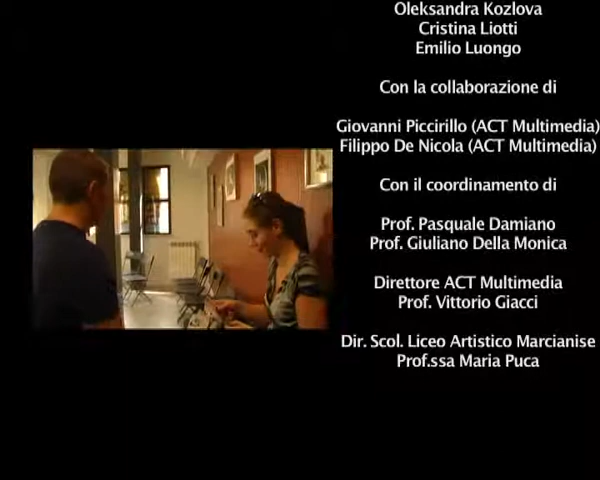 Oleksandra Kozlova
Cristina Liotti
Emilio Luongo
Con la collaborazione di
Giovanni Piccirillo (ACT Multimedia)
Filippo De Nicola (ACT Multimedia)
Con il coordinamento di
Prof. Pasquale Damiano
Prof. Giuliano Della Monica
Direttore ACT Multimedia
Prof. Vittorio Giacci
Dir. Scol. Liceo Artistico Marcianise
Prof.ssa Maria Puca